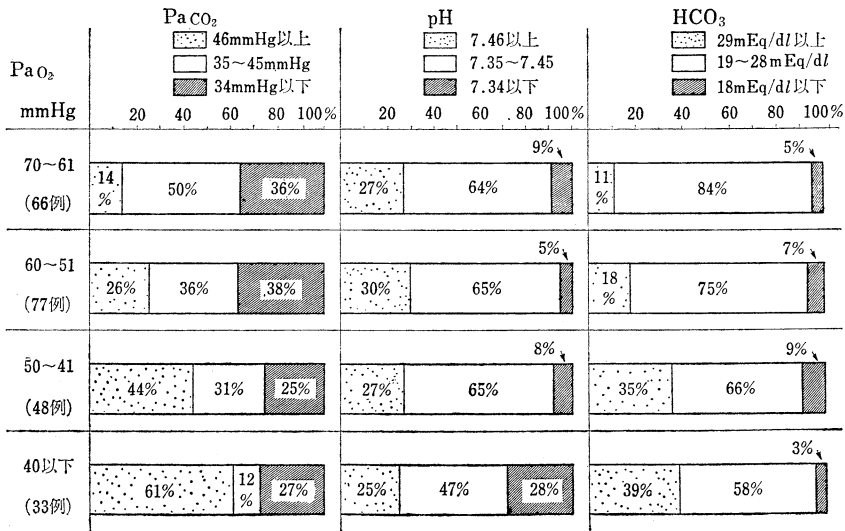 PaCO2 pH HCO3
46mmHg以上 7.46以上 29mEq/dl以上
PaO2 35~45mmHg 7.35~7.45 19~28mEq/dl
34mmHg以下 7.34以下 18mEq/dl以下
mmHg 20 40 60 80 100% 20 40 60 80 100% 20 40 60 80 100%
9% 5%
70~61 14% 50% 36% 27% 64% 11% 84%
(66例)
5% 7%
60~51 26% 36% 38% 30% 65% 18% 75%
(77例)
8% 9%
50~41 44% 31% 25% 27% 65% 35% 66%
(48例)
3%
40以下 61% 12% 27% 25% 47% 28% 39% 58%
(33例)